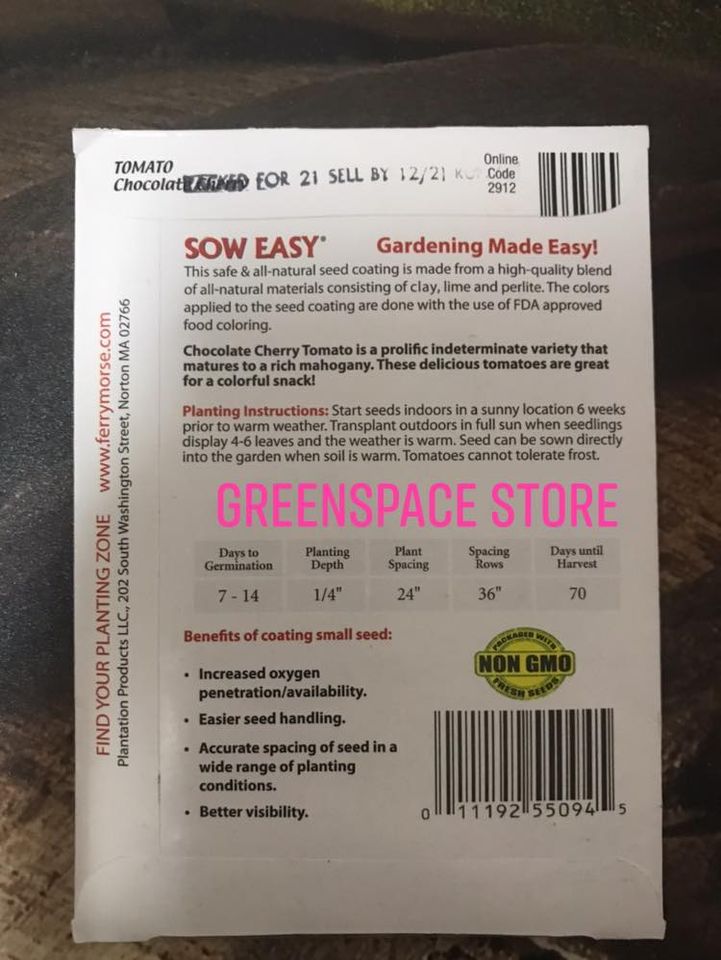 TOMATO
Chocolate Cherry
PACKED FOR 21 SELL BY 12/21
Online
Code
2912
SOW EASY®
Gardening Made Easy!
This safe & all-natural seed coating is made from a high-quality blend
of all-natural materials consisting of clay, lime and perlite. The colors
applied to the seed coating are done with the use of FDA approved
food coloring.
Chocolate Cherry Tomato is a prolific indeterminate variety that
matures to a rich mahogany. These delicious tomatoes are great
for a colorful snack!
Planting Instructions: Start seeds indoors in a sunny location 6 weeks
prior to warm weather. Transplant outdoors in full sun when seedlings
display 4-6 leaves and the weather is warm. Seed can be sown directly
into the garden when soil is warm. Tomatoes cannot tolerate frost.
GREENSPACE STORE
Days to
Germination
Planting
Depth
Plant
Spacing
Spacing
Rows
Days until
Harvest
7 - 14
1/4"
24"
36"
70
Benefits of coating small seed:
• Increased oxygen
penetration/availability.
• Easier seed handling.
• Accurate spacing of seed in a
wide range of planting
conditions.
• Better visibility.
PACKAGED WITH
NON GMO
FRESH SEEDS
0 11192 55094 5
FIND YOUR PLANTING ZONE www.ferrymorse.com
Plantation Products LLC., 202 South Washington Street, Norton MA 02766